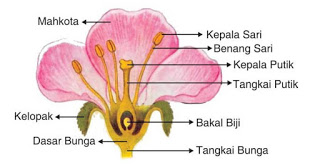 Mahkota
Kepala Sari
Benang Sari
Kepala Putik
Tangkai Putik
Kelopak
Bakal Biji
Dasar Bunga
Tangkai Bunga